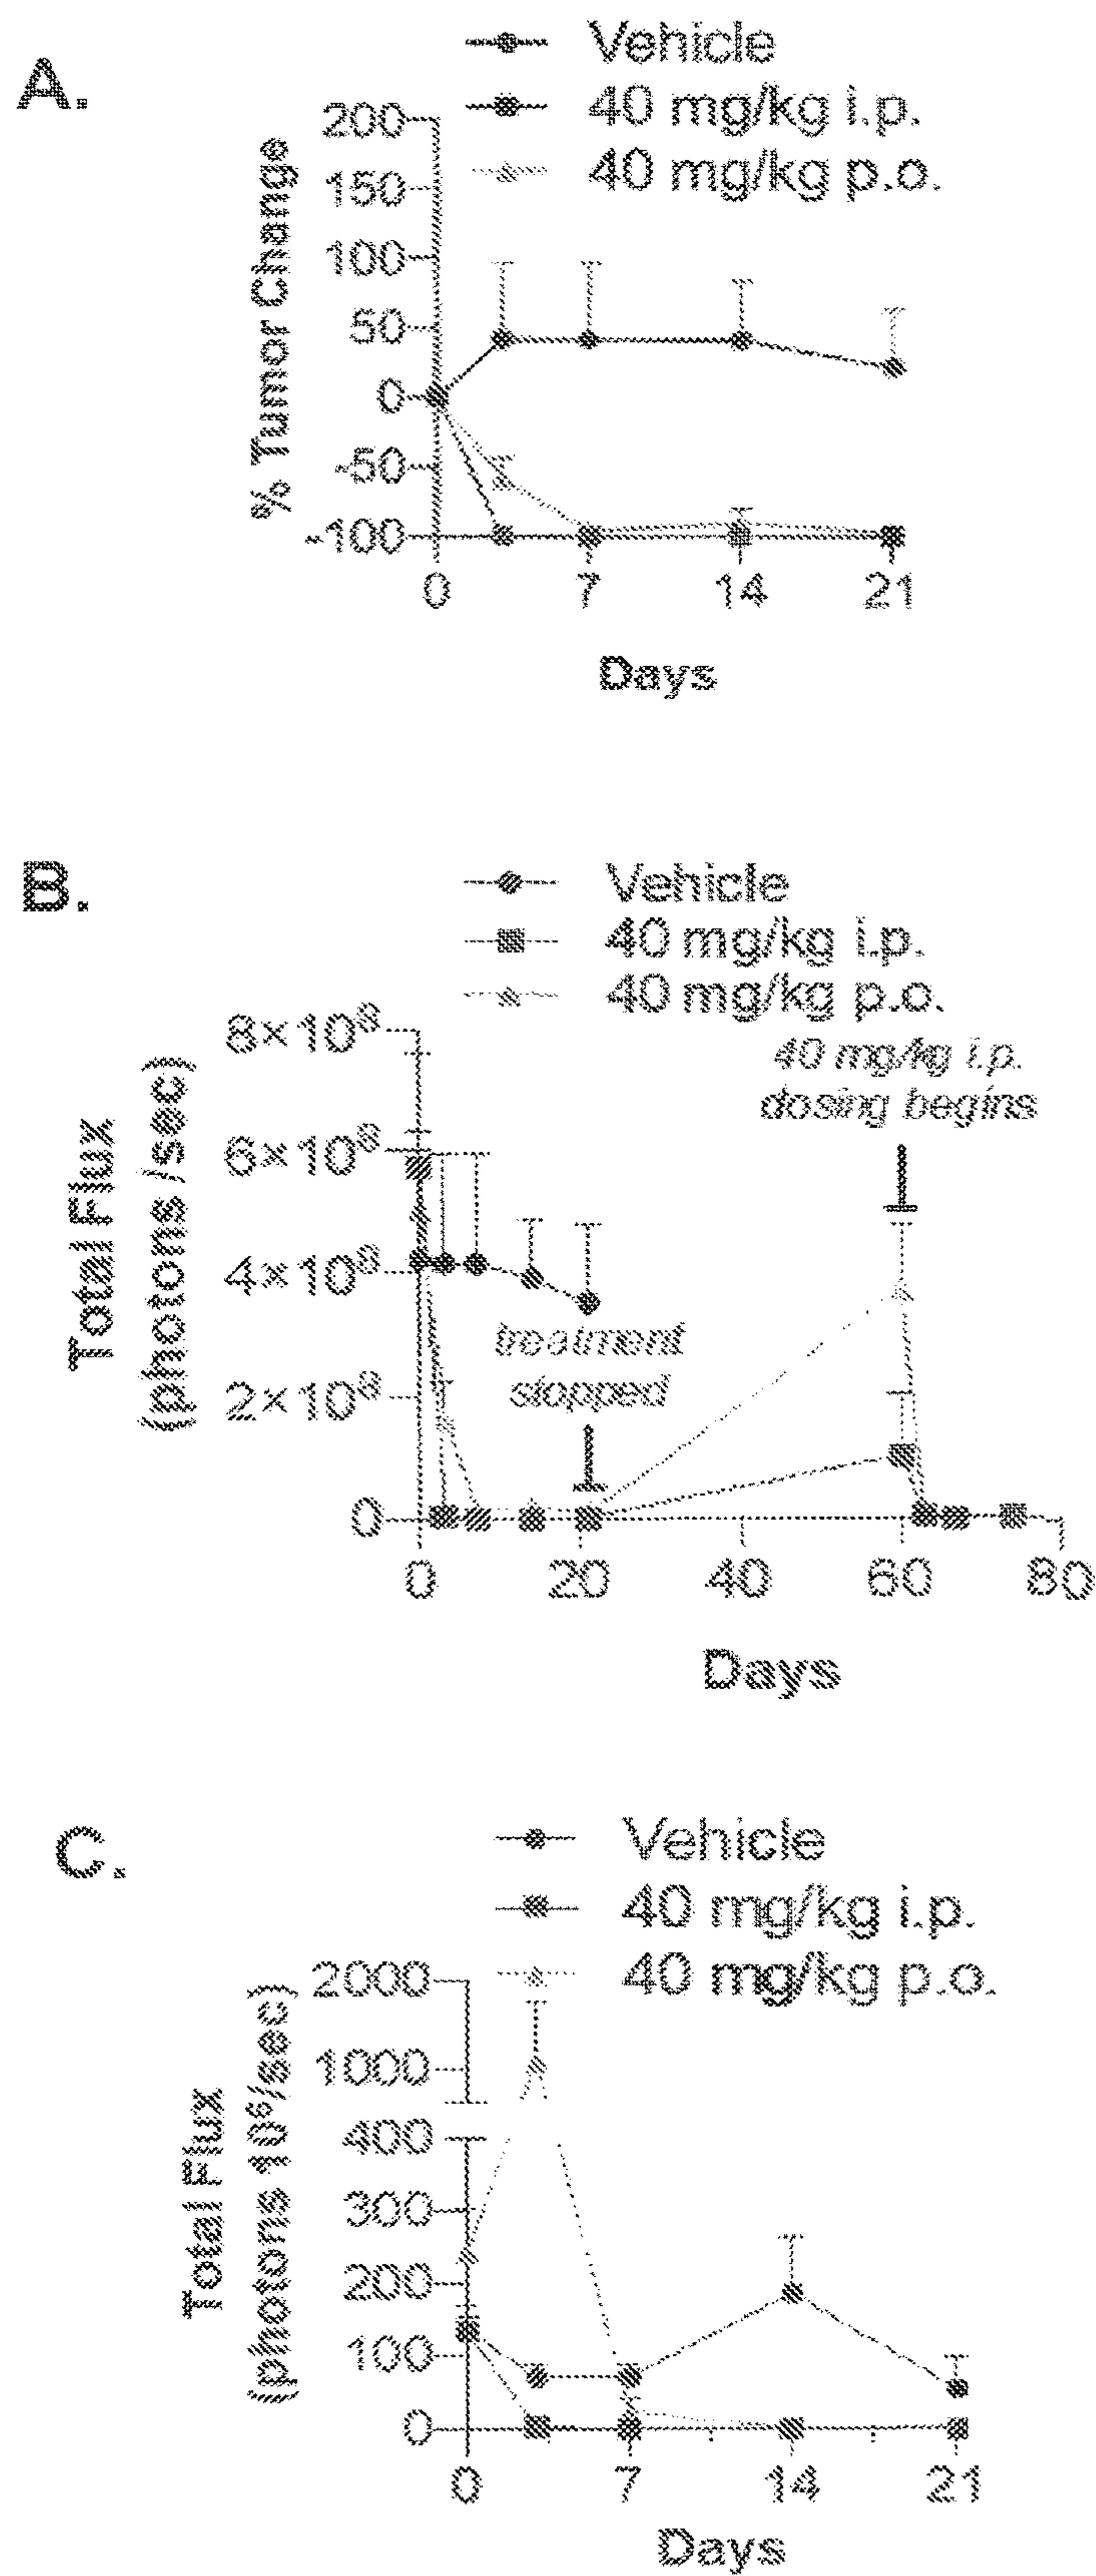 A.
Vehicle
40 mg/kg i.p.
40 mg/kg p.o.
% Tumor Change
200
150
100
50
0
-50
-100
0 7 14 21
Days
B.
Vehicle
40 mg/kg i.p.
40 mg/kg p.o.
40 mg/kg i.p.
dosing begins
Total Flux
(photons /sec)
8×10⁸
6×10⁸
4×10⁸
2×10⁸
0
treatment
stopped
0 20 40 60 80
Days
C.
Vehicle
40 mg/kg i.p.
40 mg/kg p.o.
Total Flux
(photons 10⁶/sec)
2000
1000
400
300
200
100
0
0 7 14 21
Days